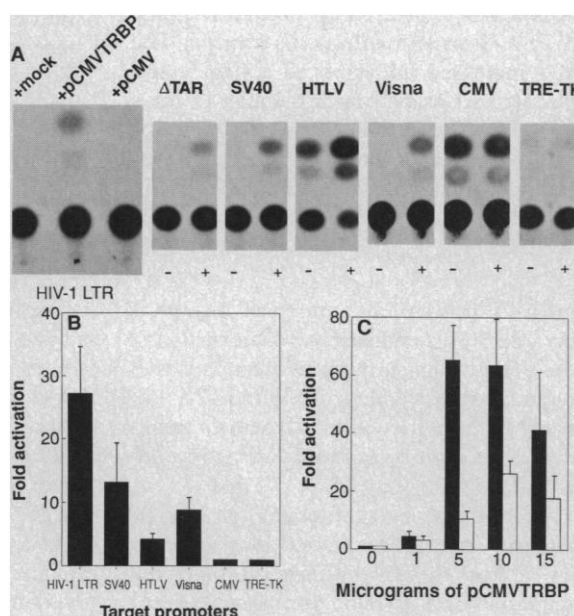 A
+mock
+pCMVTRBP
+pCMV
ΔTAR SV40 HTLV Visna CMV TRE-TK
- + - + - + - + - + - +
HIV-1 LTR
B
Fold activation
40
30
20
10
0
HIV-1 LTR SV40 HTLV Visna CMV TRE-TK
Target promoters
C
Fold activation
80
60
40
20
0
0 1 5 10 15
Micrograms of pCMVTRBP